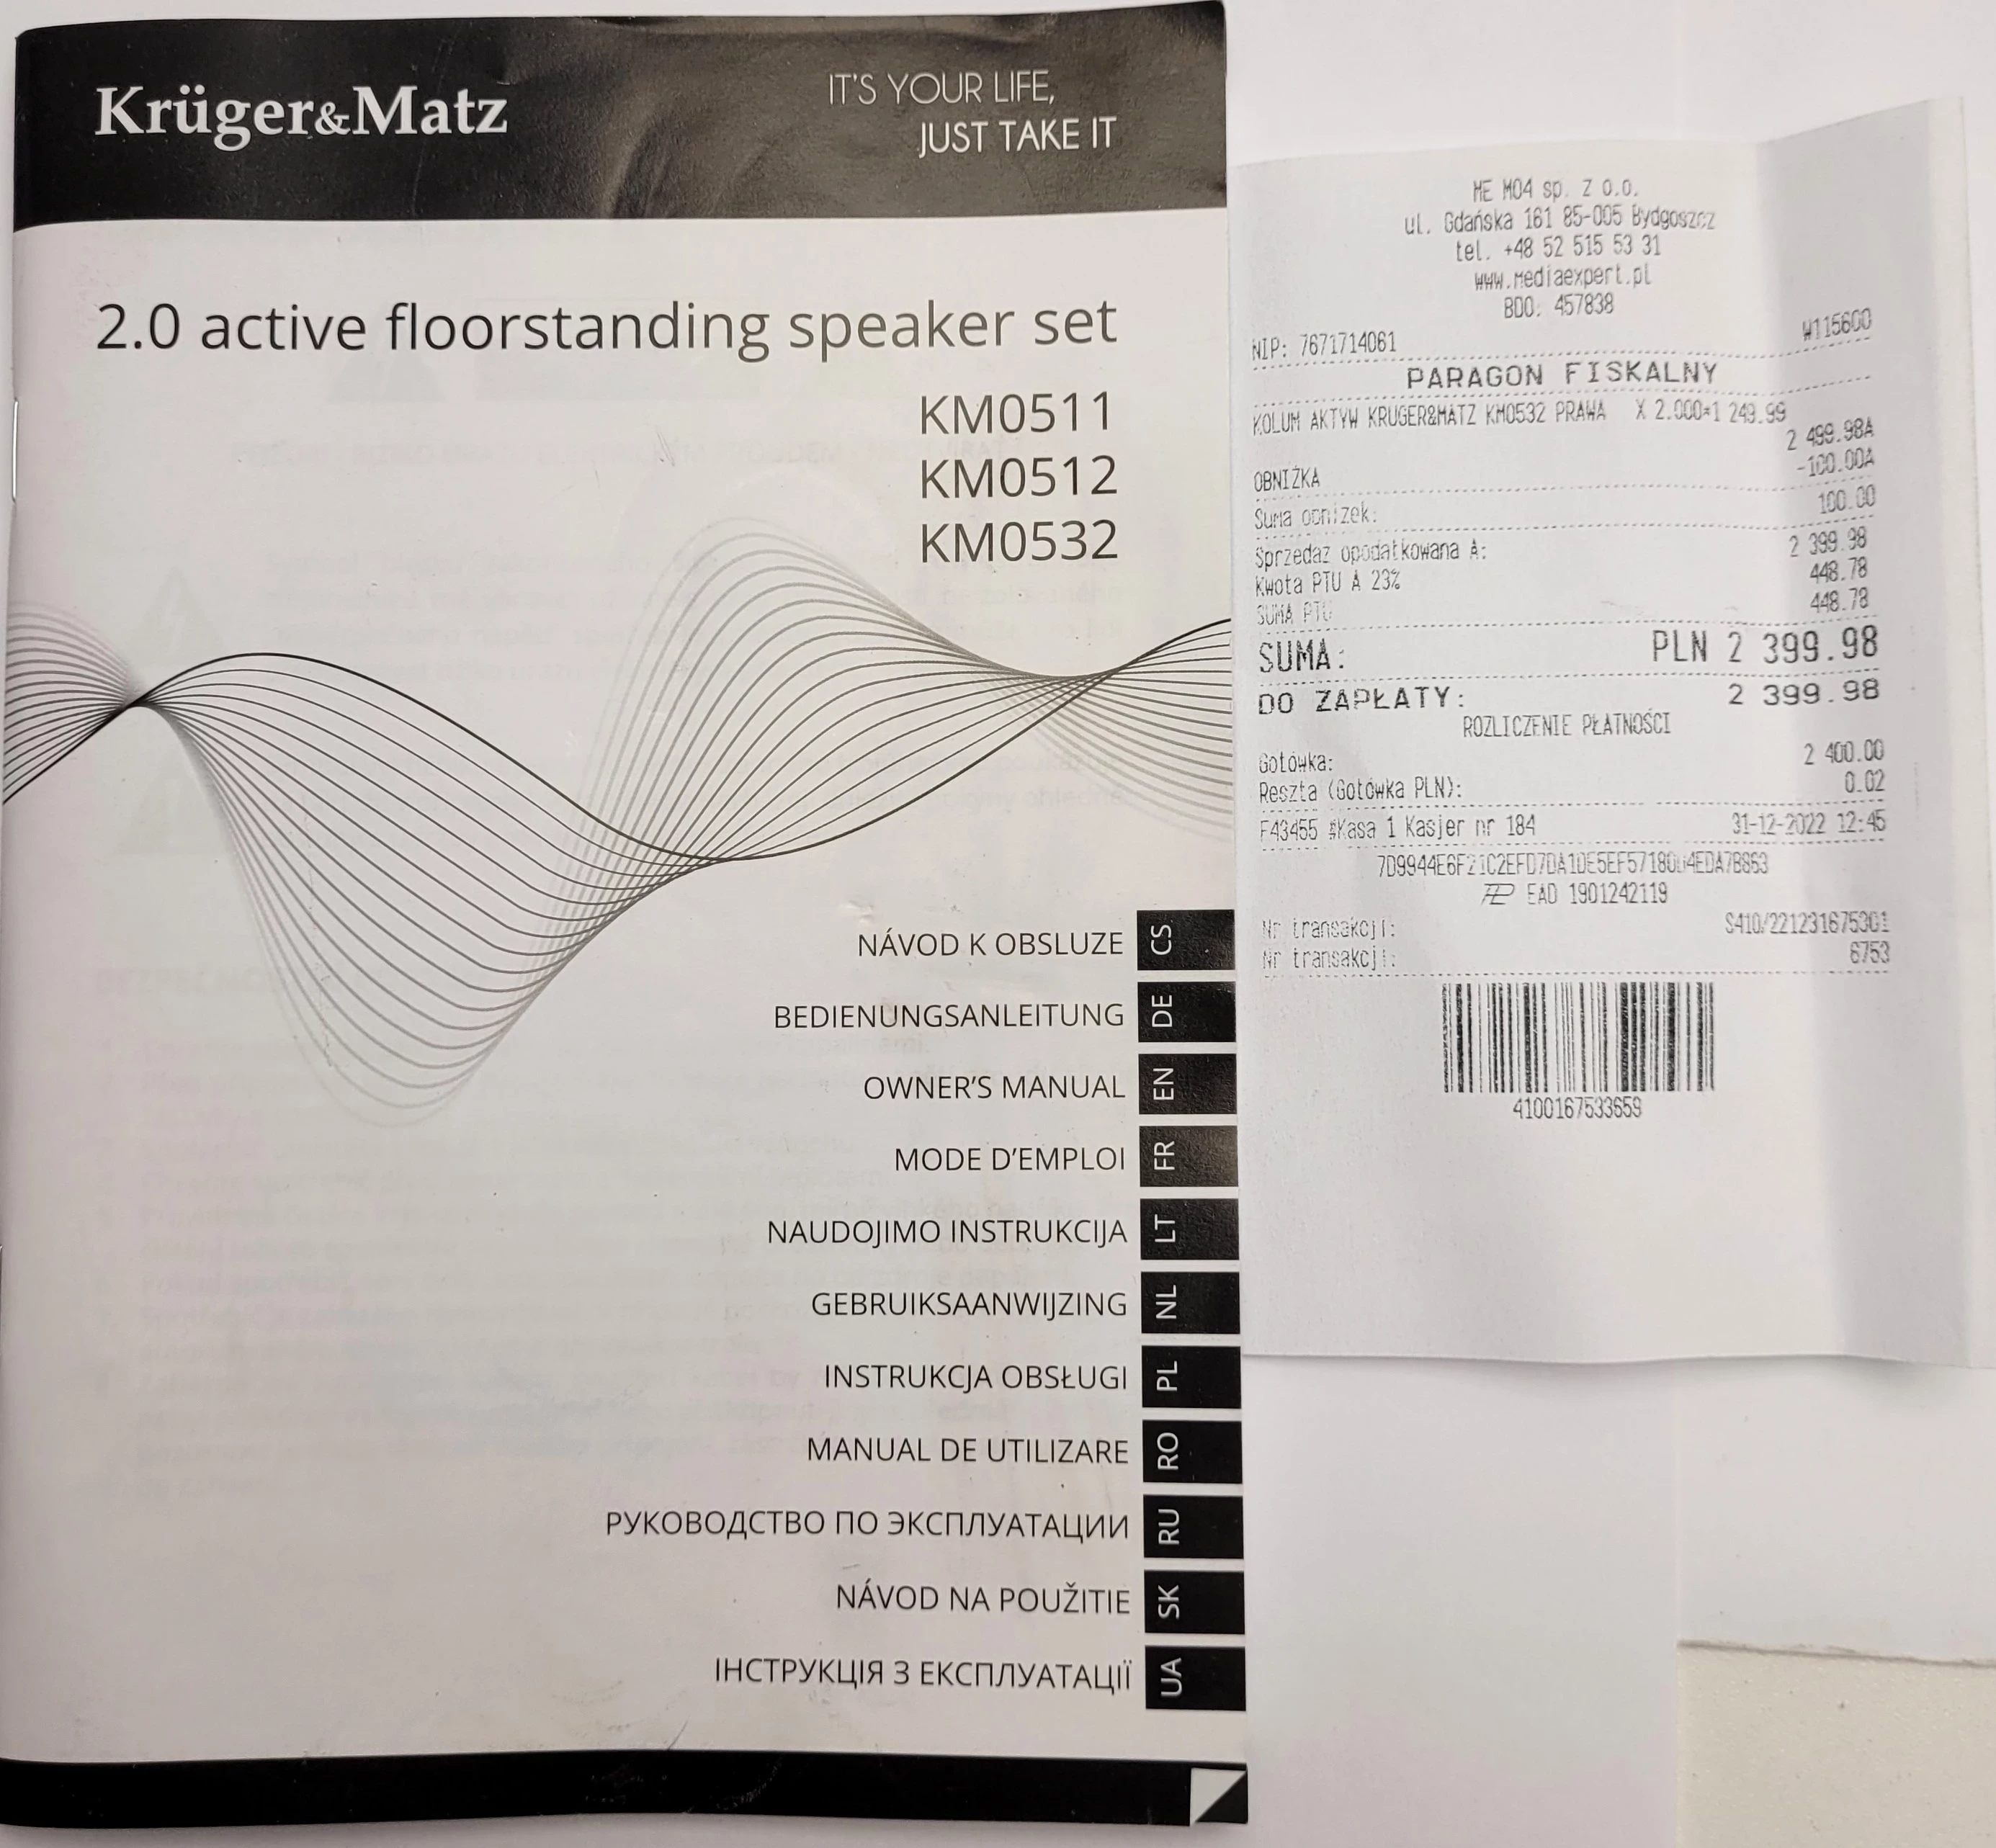 Krüger&Matz
IT'S YOUR LIFE,
JUST TAKE IT
2.0 active floorstanding speaker set
KM0511
KM0512
KM0532
NÁVOD K OBSLUZE CS
BEDIENUNGSANLEITUNG DE
OWNER'S MANUAL EN
MODE D'EMPLOI FR
NAUDOJIMO INSTRUKCIJA LT
GEBRUIKSAANWIJZING NL
INSTRUKCJA OBSŁUGI PL
MANUAL DE UTILIZARE RO
РУКОВОДСТВО ПО ЭКСПЛУАТАЦИИ RU
NÁVOD NA POUŽITIE SK
ІНСТРУКЦІЯ З ЕКСПЛУАТАЦІЇ UA
ME M04 sp. Z o.o.
ul. Gdańska 161 85-005 Bydgoszcz
tel. +48 52 515 53 31
www.mediaexpert.pl
BDO: 457838
NIP: 7671714061 W115600
PARAGON FISKALNY
KOLUM AKTYW KRUGER&MATZ KM0532 PRAWA X 2.000*1 249.99
2 499.98A
OBNIŻKA -100.00A
Suma obniżek: 100.00
Sprzedaż opodatkowana A: 2 399.98
Kwota PTU A 23% 448.78
SUMA PTU 448.78
SUMA: PLN 2 399.98
DO ZAPŁATY: 2 399.98
ROZLICZENIE PŁATNOŚCI
Gotówka: 2 400.00
Reszta (Gotówka PLN): 0.02
F43455 #Kasa 1 Kasjer nr 184 31-12-2022 12:45
EAD 1901242119
Nr transakcji: S410/221231675301
Nr transakcji: 6753
4100167533659